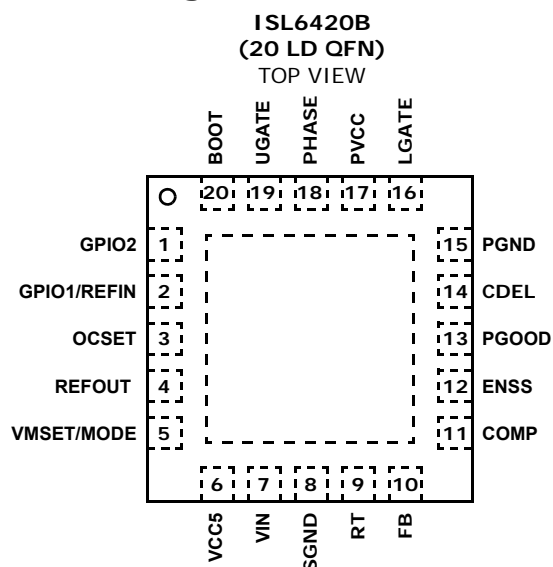 ISL6420B
(20 LD QFN)
TOP VIEW
BOOT UGATE PHASE PVCC LGATE
20 19 18 17 16
GPIO2 1 15 PGND
GPIO1/REFIN 2 14 CDEL
OCSET 3 13 PGOOD
REFOUT 4 12 ENSS
VMSET/MODE 5 11 COMP
6 7 8 9 10
VCC5 VIN SGND RT FB